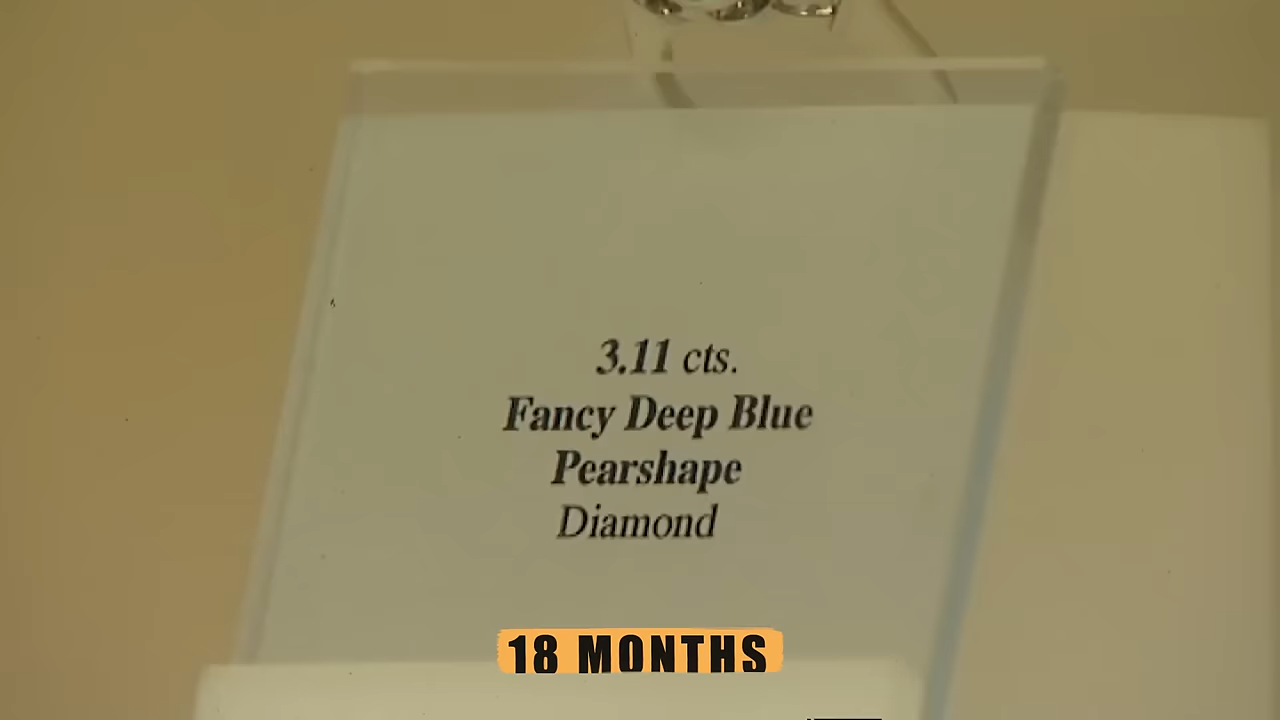 3.11 cts.
Fancy Deep Blue
Pearshape
Diamond
18 MONTHS